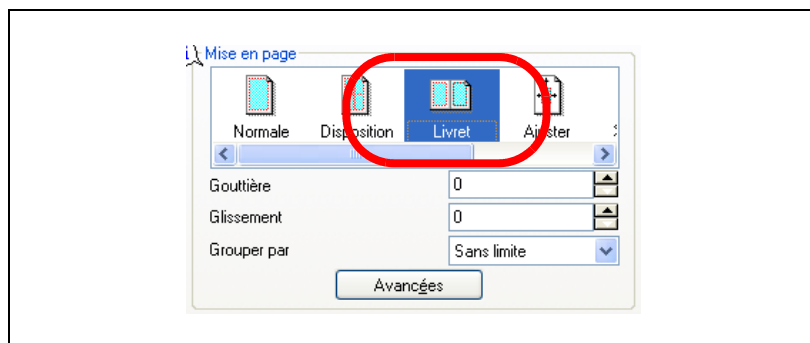 Mise en page
Normale Disposition Livret Ajuster
Gouttière 0
Glissement 0
Grouper par Sans limite
Avancées